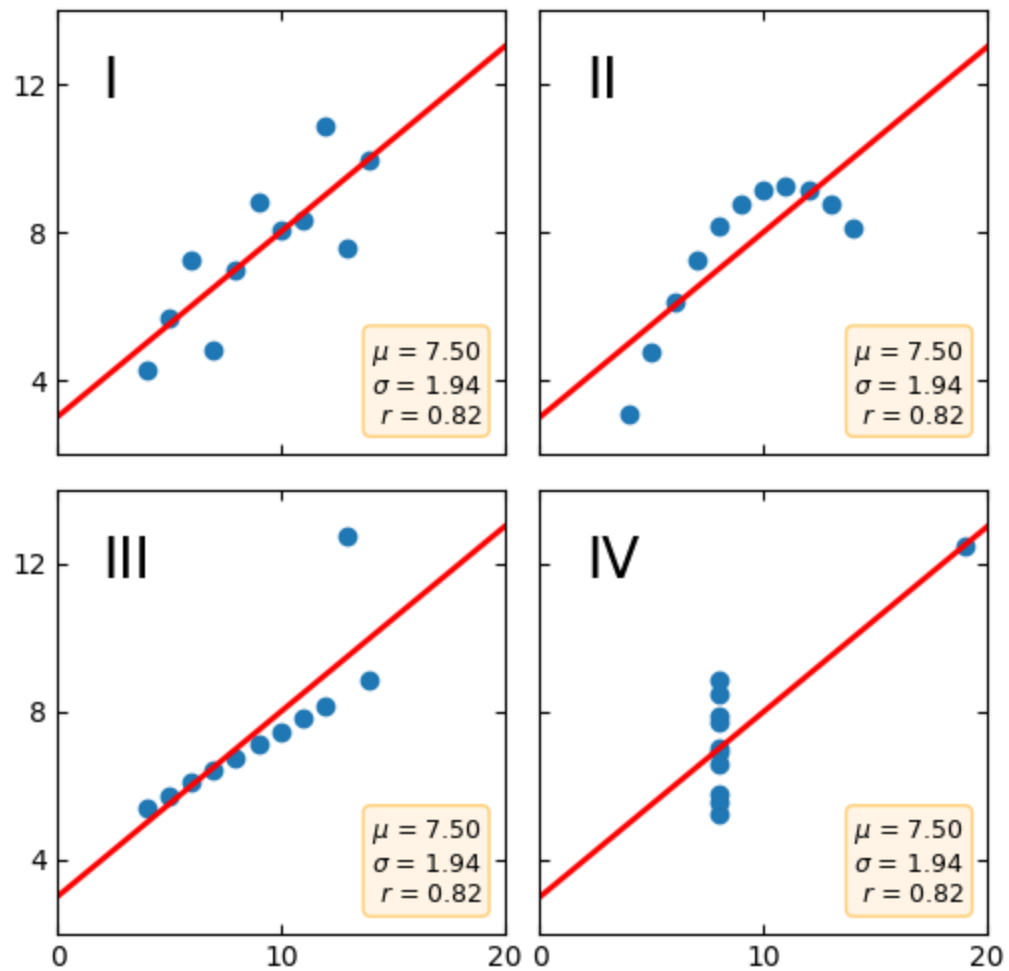 I
12
8
4
μ = 7.50
σ = 1.94
r = 0.82
II
μ = 7.50
σ = 1.94
r = 0.82
III
12
8
4
μ = 7.50
σ = 1.94
r = 0.82
0 10 20
IV
μ = 7.50
σ = 1.94
r = 0.82
0 10 20